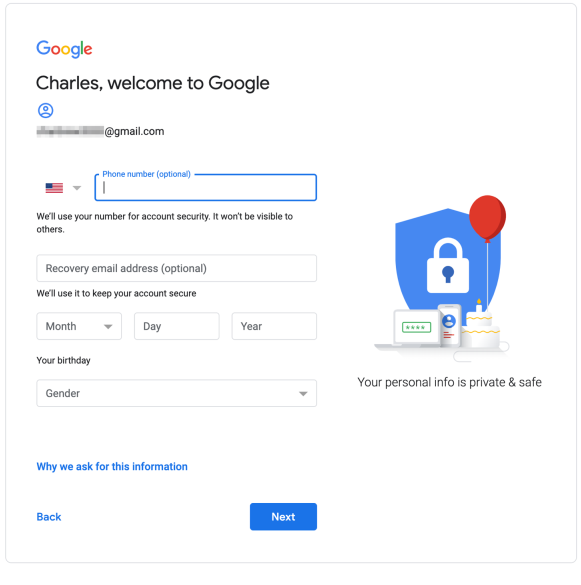 Google
Charles, welcome to Google
@gmail.com
Phone number (optional)
We'll use your number for account security. It won't be visible to
others.
Recovery email address (optional)
We'll use it to keep your account secure
Month Day Year
Your birthday
Gender
Why we ask for this information
Back Next
****
Your personal info is private & safe